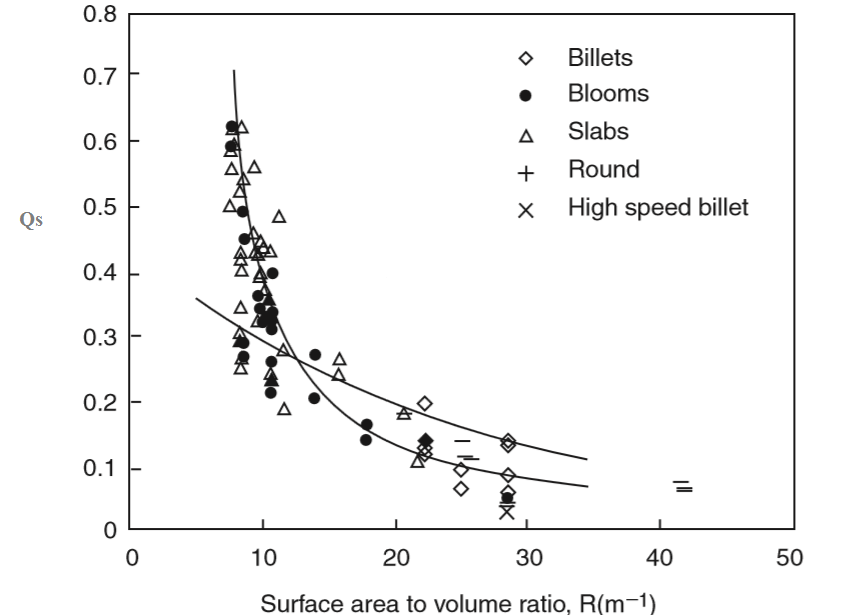 0.8
0.7
0.6
0.5
0.4
0.3
0.2
0.1
0
Qs
Billets
Blooms
Slabs
Round
High speed billet
0 10 20 30 40 50
Surface area to volume ratio, R(m−1)